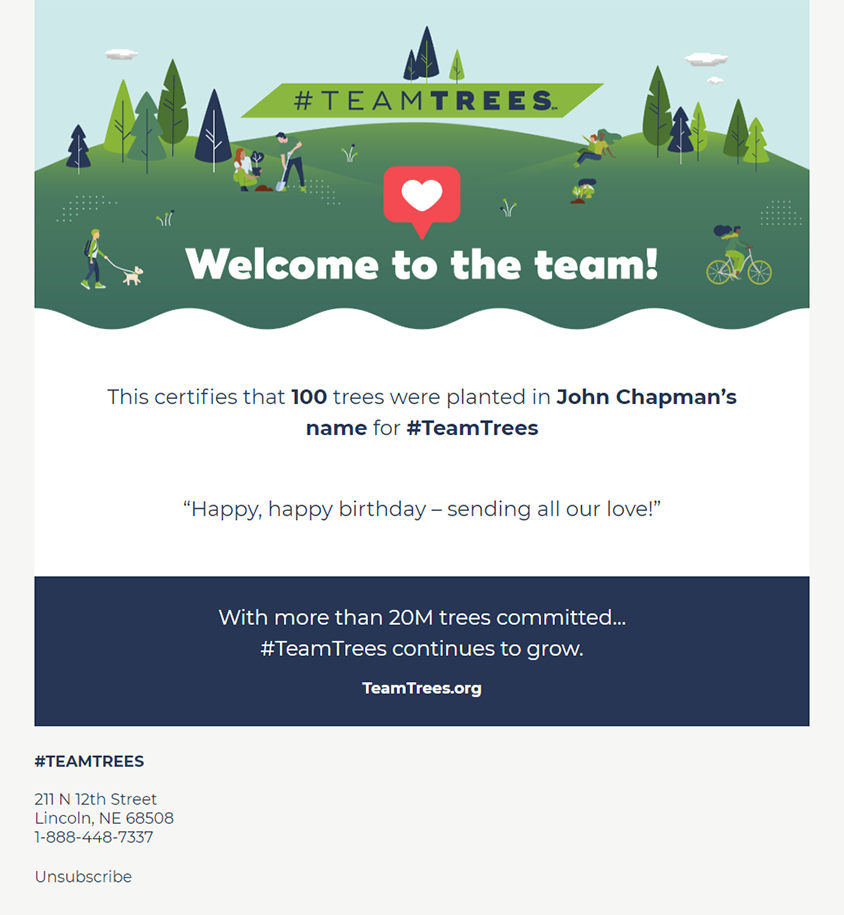 #TEAMTREES
Welcome to the team!
This certifies that 100 trees were planted in John Chapman’s
name for #TeamTrees
“Happy, happy birthday – sending all our love!”
With more than 20M trees committed...
#TeamTrees continues to grow.
TeamTrees.org
#TEAMTREES
211 N 12th Street
Lincoln, NE 68508
1-888-448-7337
Unsubscribe